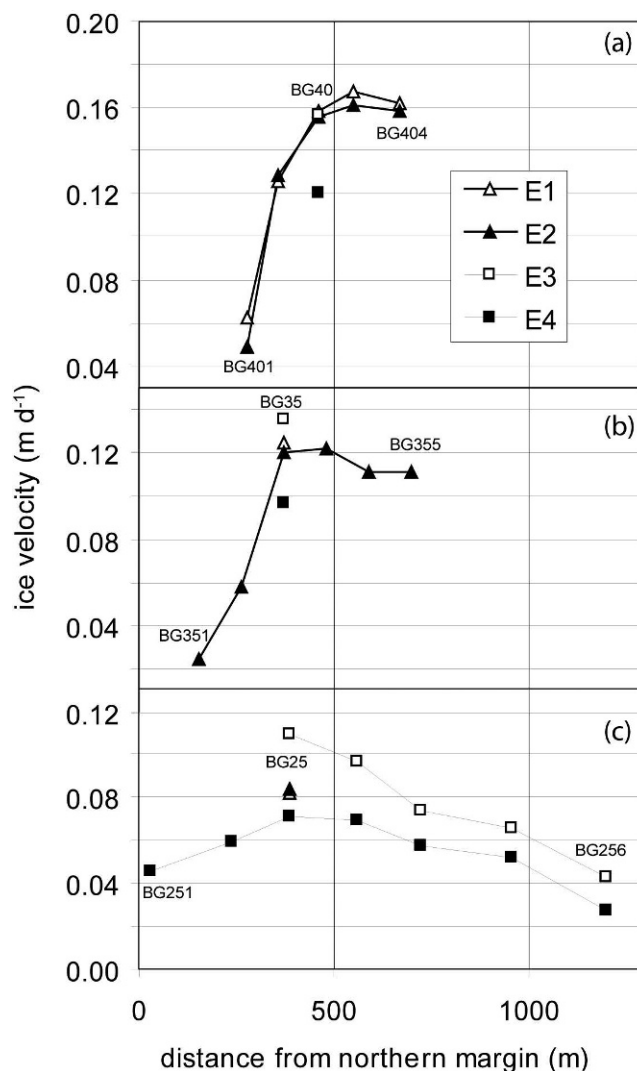 0.20
(a)
BG40
0.16
BG404
E1
0.12
E2
E3
0.08
E4
0.04
BG401
BG35
(b)
0.12
BG355
ice velocity (m d-1)
0.08
0.04
BG351
0.12
(c)
BG25
0.08
BG256
0.04
BG251
0.00
0
500
1000
distance from northern margin (m)